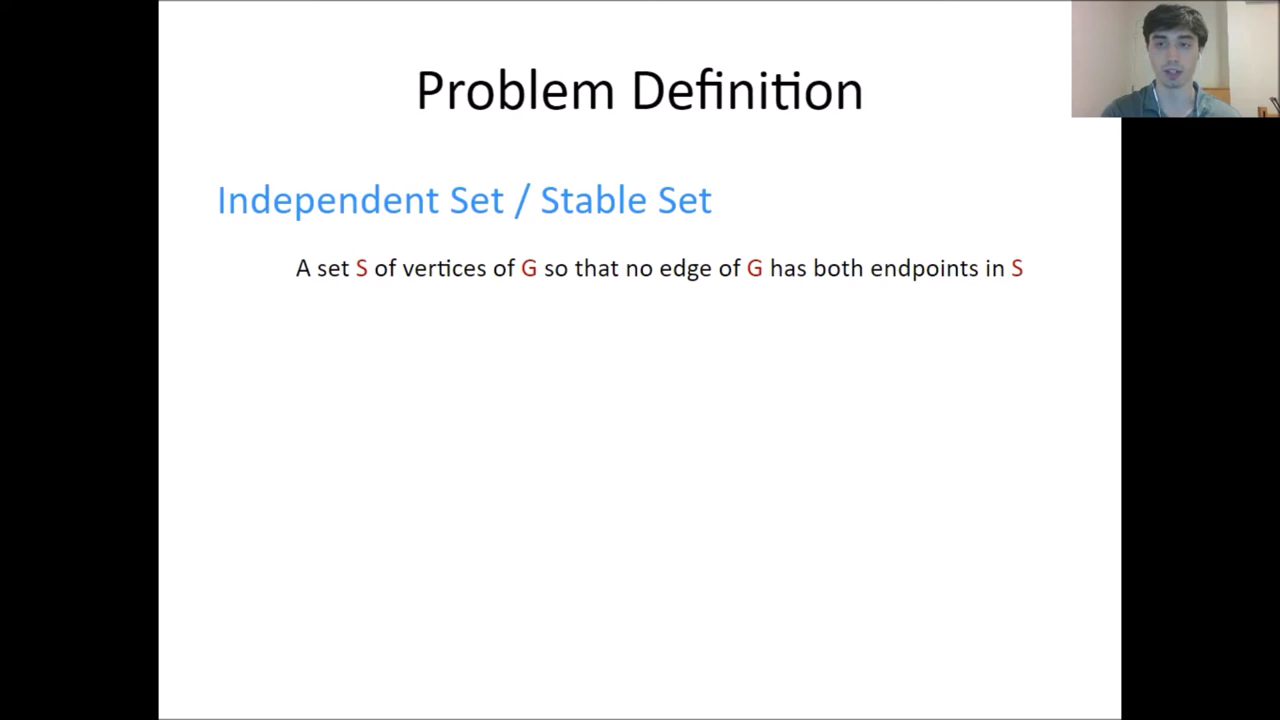 Problem Definition
Independent Set / Stable Set
A set S of vertices of G so that no edge of G has both endpoints in S